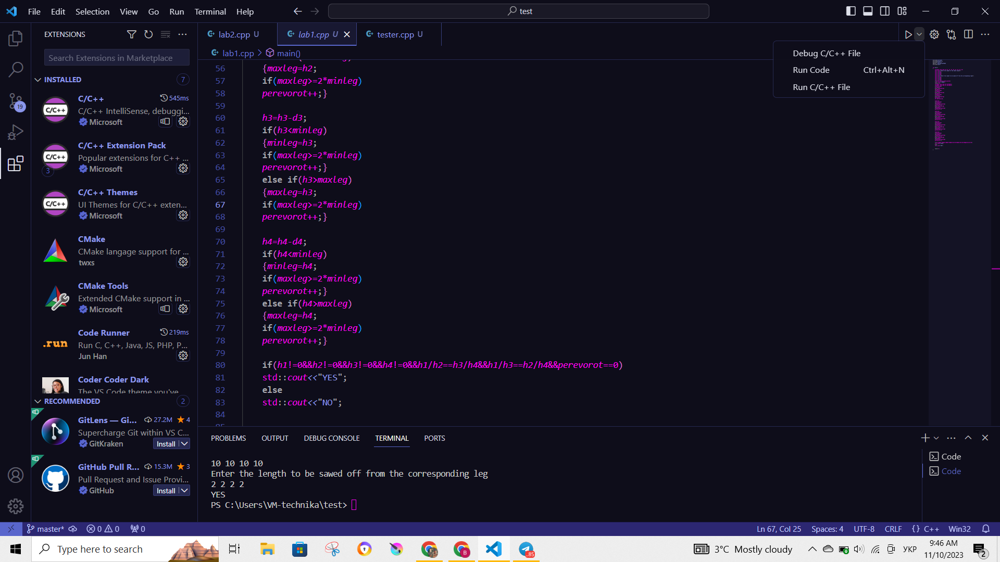 File Edit Selection View Go Run Terminal Help
test
EXTENSIONS
Search Extensions in Marketplace
INSTALLED 7
C/C++ 545ms
C/C++ IntelliSense, debuggi...
Microsoft
C/C++ Extension Pack
Popular extensions for C++ ...
Microsoft
3
C/C++ Themes
UI Themes for C/C++ exten...
Microsoft
CMake
CMake langage support for ...
twxs
CMake Tools
Extended CMake support in ...
Microsoft
Code Runner 219ms
Run C, C++, Java, JS, PHP, P...
Jun Han
.run
Coder Coder Dark
The VS Code theme you've
RECOMMENDED 2
GitLens — Gi... 27.2M 4
Supercharge Git within VS C...
GitKraken Install
GitHub Pull R... 15.3M 3
Pull Request and Issue Provi...
GitHub Install
19
lab2.cpp U lab1.cpp U tester.cpp U
lab1.cpp > main()
Debug C/C++ File
Run Code Ctrl+Alt+N
Run C/C++ File
56 {maxleg=h2;
57 if(maxleg>=2*minleg)
58 perevorot++;}
59
60 h3=h3-d3;
61 if(h3<minleg)
62 {minleg=h3;
63 if(maxleg>=2*minleg)
64 perevorot++;}
65 else if(h3>maxleg)
66 {maxleg=h3;
67 if(maxleg>=2*minleg)
68 perevorot++;}
69
70 h4=h4-d4;
71 if(h4<minleg)
72 {minleg=h4;
73 if(maxleg>=2*minleg)
74 perevorot++;}
75 else if(h4>maxleg)
76 {maxleg=h4;
77 if(maxleg>=2*minleg)
78 perevorot++;}
79
80 if(h1!=0&&h2!=0&&h3!=0&&h4!=0&&h1/h2==h3/h4&&h1/h3==h2/h4&&perevorot==0)
81 std::cout<<"YES";
82 else
83 std::cout<<"NO";
84
PROBLEMS OUTPUT DEBUG CONSOLE TERMINAL PORTS
10 10 10 10
Enter the length to be sawed off from the corresponding leg
2 2 2 2
YES
PS C:\Users\VM-technika\test>
Code
Code
master* 0 0 0
Ln 67, Col 25 Spaces: 4 UTF-8 CRLF {} C++ Win32
Type here to search
85
3°C Mostly cloudy
УКР
9:46 AM
11/10/2023
2